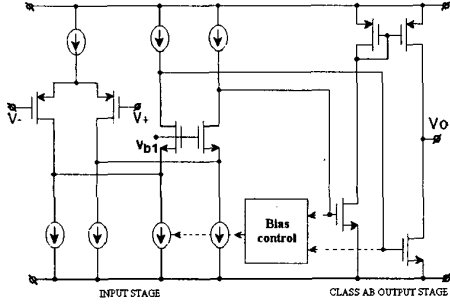 V-
V+
Vb1
Vo
Bias
control
INPUT STAGE
CLASS AB OUTPUT STAGE